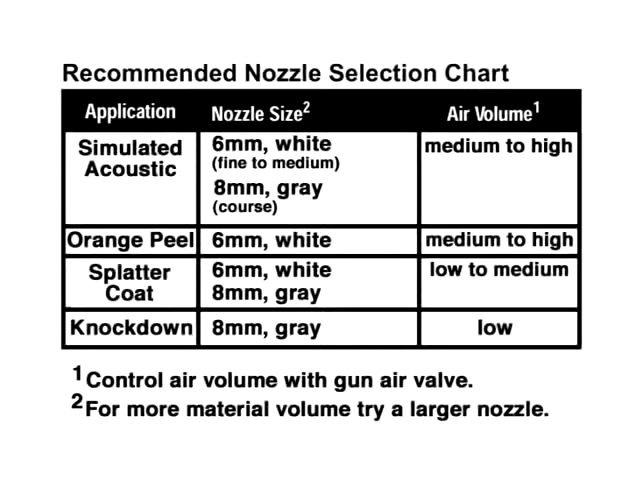 Recommended Nozzle Selection Chart
Application Nozzle Size2 Air Volume1
Simulated Acoustic 6mm, white (fine to medium) 8mm, gray (course) medium to high
Orange Peel 6mm, white medium to high
Splatter Coat 6mm, white 8mm, gray low to medium
Knockdown 8mm, gray low
1Control air volume with gun air valve.
2For more material volume try a larger nozzle.